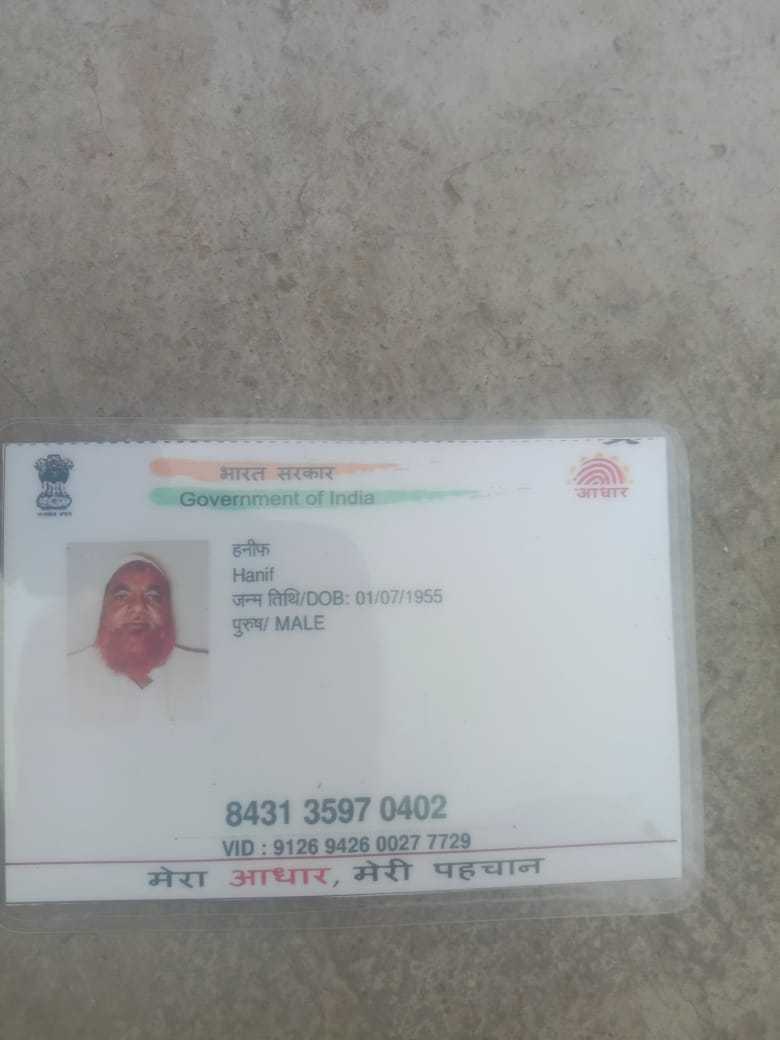 भारत सरकार
Government of India
आधार
हनीफ
Hanif
जन्म तिथि/DOB: 01/07/1955
पुरुष/ MALE
8431 3597 0402
VID : 9126 9426 0027 7729
मेरा आधार, मेरी पहचान